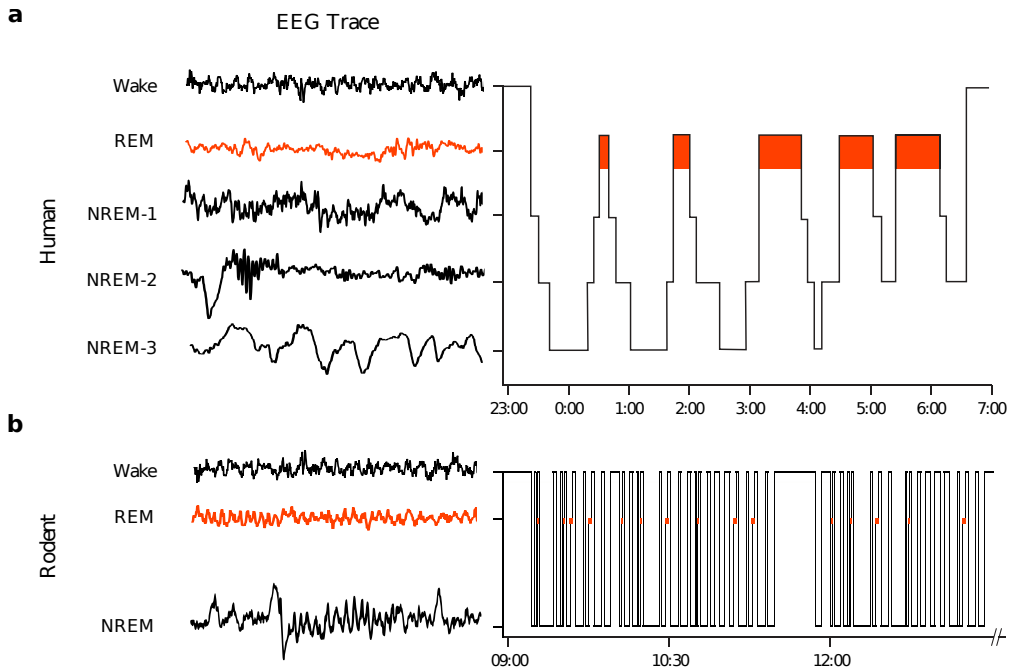 a
EEG Trace
Human
Wake
REM
NREM-1
NREM-2
NREM-3
23:00 0:00 1:00 2:00 3:00 4:00 5:00 6:00 7:00
b
Rodent
Wake
REM
NREM
09:00 10:30 12:00